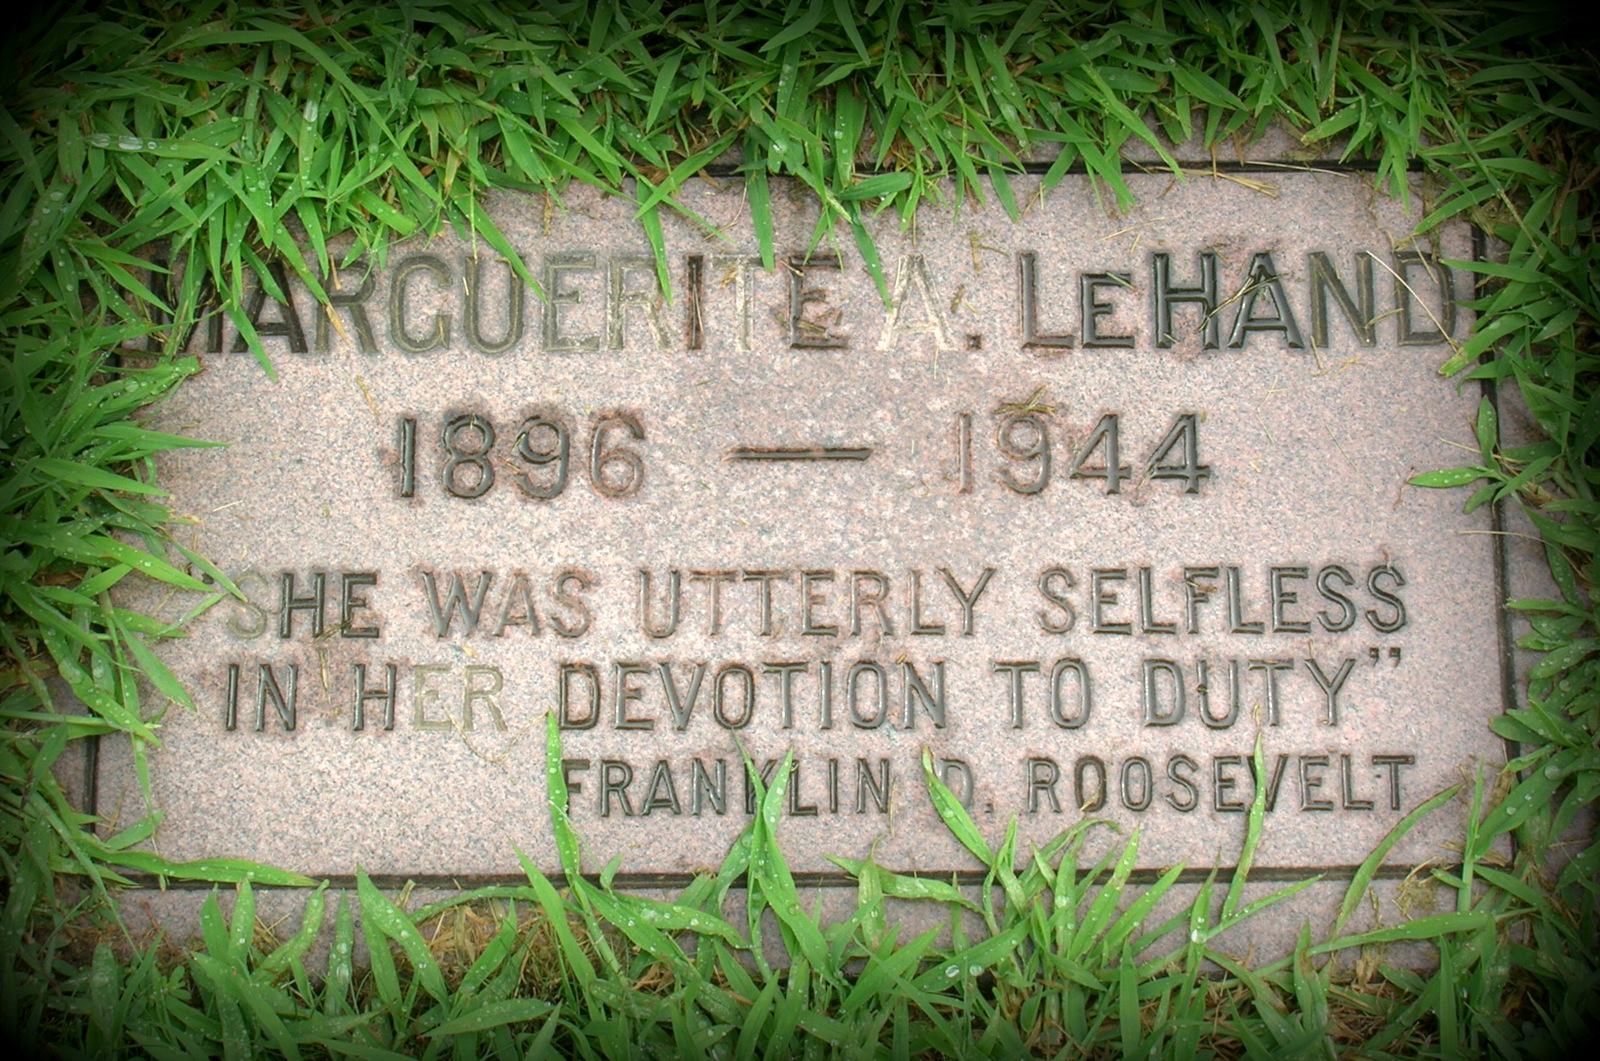 MARGUERITE A. LeHAND
1896 — 1944
"SHE WAS UTTERLY SELFLESS
IN HER DEVOTION TO DUTY"
FRANKLIN D. ROOSEVELT